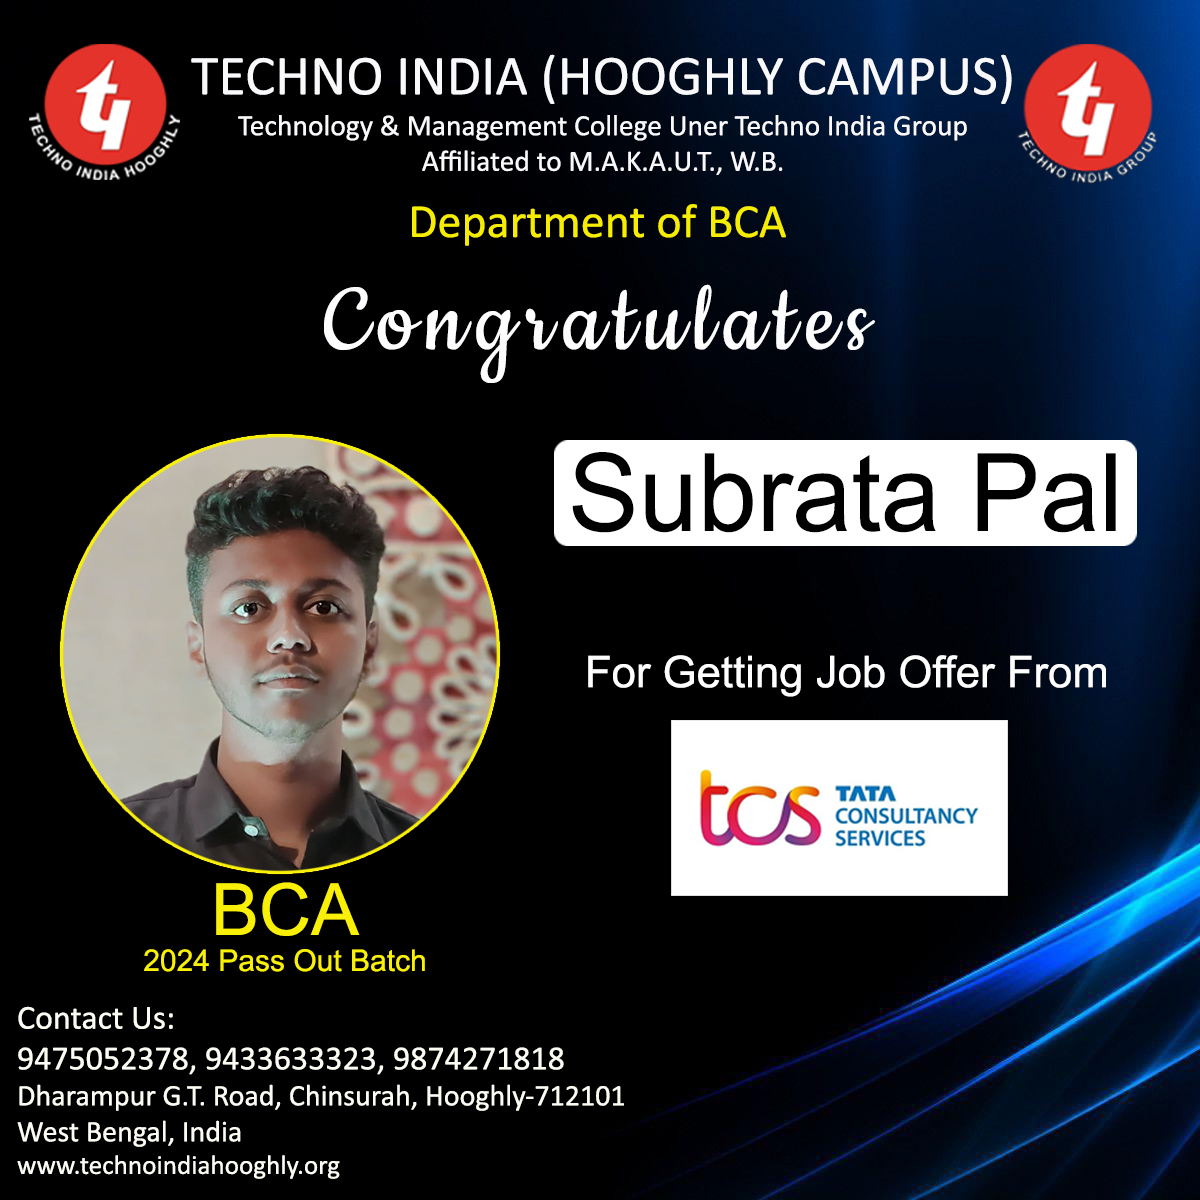 TECHNO INDIA (HOOGHLY CAMPUS)
Technology & Management College Uner Techno India Group
Affiliated to M.A.K.A.U.T., W.B.
TECHNO INDIA HOOGHLY
TECHNO INDIA GROUP
Department of BCA
Congratulates
Subrata Pal
For Getting Job Offer From
tcs TATA
CONSULTANCY
SERVICES
BCA
2024 Pass Out Batch
Contact Us:
9475052378, 9433633323, 9874271818
Dharampur G.T. Road, Chinsurah, Hooghly-712101
West Bengal, India
www.technoindiahooghly.org